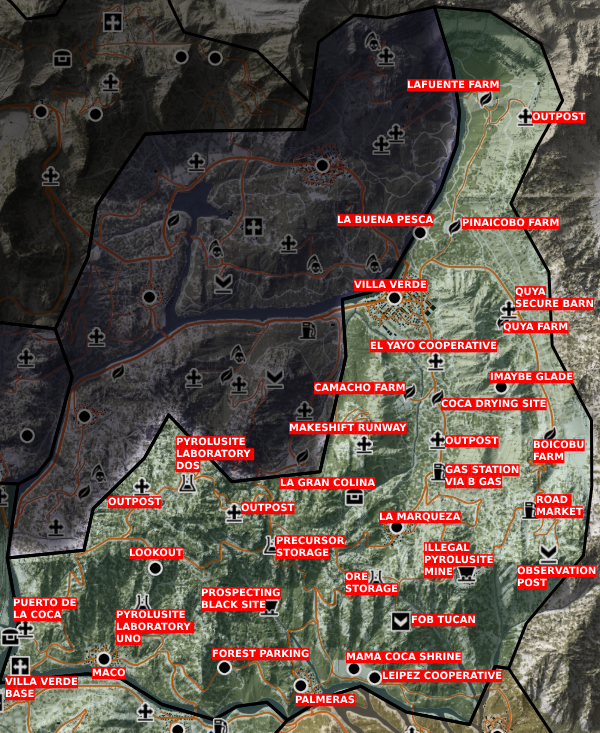 LAFUENTE FARM
OUTPOST
LA BUENA PESCA
PINAICOBO FARM
VILLA VERDE
QUYA
SECURE BARN
QUYA FARM
EL YAYO COOPERATIVE
IMAYBE GLADE
CAMACHO FARM
COCA DRYING SITE
MAKESHIFT RUNWAY
OUTPOST
BOICOBU
FARM
PYROLUSITE
LABORATORY
DOS
GAS STATION
VIA B GAS
LA GRAN COLINA
OUTPOST
OUTPOST
ROAD
MARKET
LA MARQUEZA
LOOKOUT
PRECURSOR
STORAGE
ILLEGAL
PYROLUSITE
MINE
OBSERVATION
POST
ORE
STORAGE
PROSPECTING
BLACK SITE
PUERTO DE
LA COCA
PYROLUSITE
LABORATORY
UNO
FOB TUCAN
FOREST PARKING
MAMA COCA SHRINE
MACO
LEIPEZ COOPERATIVE
VILLA VERDE
BASE
PALMERAS